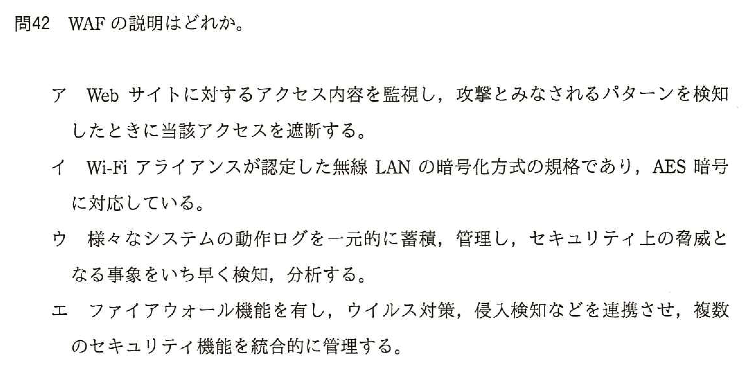 問42 WAF の説明はどれか。
ア Web サイトに対するアクセス内容を監視し，攻撃とみなされるパターンを検知
したときに当該アクセスを遮断する。
イ Wi-Fi アライアンスが認定した無線 LAN の暗号化方式の規格であり，AES 暗号
に対応している。
ウ 様々なシステムの動作ログを一元的に蓄積，管理し，セキュリティ上の脅威と
なる事象をいち早く検知，分析する。
エ ファイアウォール機能を有し，ウイルス対策，侵入検知などを連携させ，複数
のセキュリティ機能を統合的に管理する。